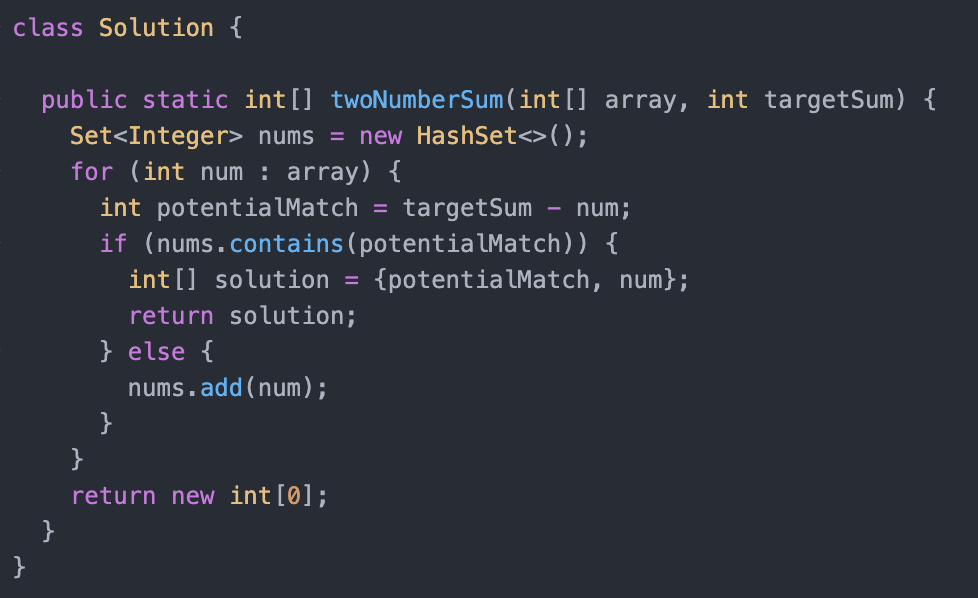 class Solution {

  public static int[] twoNumberSum(int[] array, int targetSum) {
    Set<Integer> nums = new HashSet<>();
    for (int num : array) {
      int potentialMatch = targetSum - num;
      if (nums.contains(potentialMatch)) {
        int[] solution = {potentialMatch, num};
        return solution;
      } else {
        nums.add(num);
      }
    }
    return new int[0];
  }
}